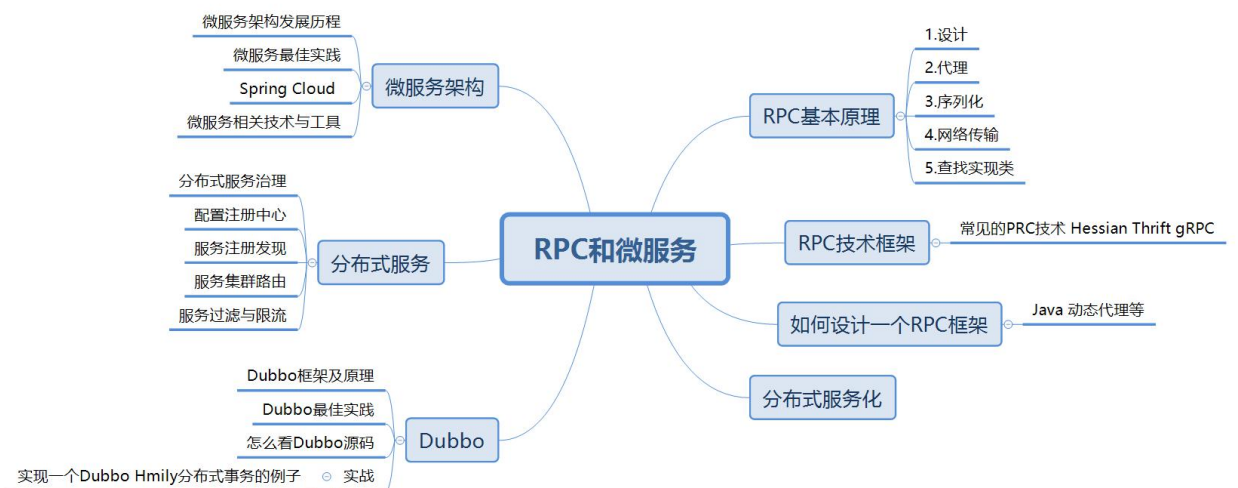 RPC和微服务
RPC基本原理
1.设计
2.代理
3.序列化
4.网络传输
5.查找实现类
RPC技术框架
常见的PRC技术 Hessian Thrift gRPC
如何设计一个RPC框架
Java 动态代理等
分布式服务化
微服务架构
微服务架构发展历程
微服务最佳实践
Spring Cloud
微服务相关技术与工具
分布式服务
分布式服务治理
配置注册中心
服务注册发现
服务集群路由
服务过滤与限流
Dubbo
Dubbo框架及原理
Dubbo最佳实践
怎么看Dubbo源码
实战
实现一个Dubbo Hmily分布式事务的例子